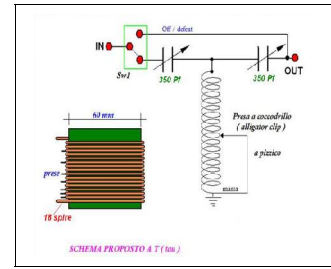 Off / defeat
IN
Sw1
350 Pf
350 Pf
OUT
60 mm
Presa a coccodrillo
( alligator clip )
a pizzico
prese
massa
18 spire
SCHEMA PROPOSTO A T ( tau )